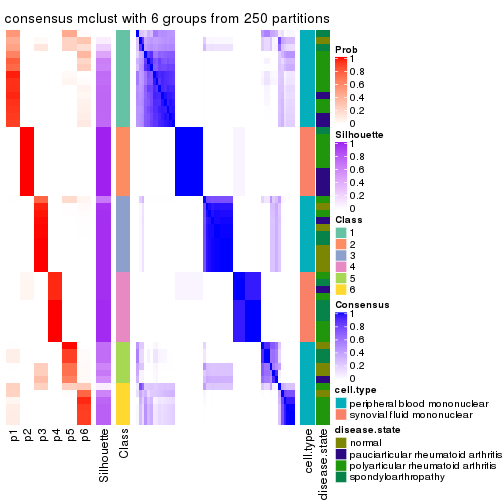 consensus mclust with 6 groups from 250 partitions
Prob
1
0.8
0.6
0.4
0.2
0
Silhouette
1
0.8
0.6
0.4
0.2
0
Class
1
2
3
4
5
6
Consensus
1
0.8
0.6
0.4
0.2
0
cell.type
peripheral blood mononuclear
synovial fluid mononuclear
disease.state
normal
pauciarticular rheumatoid arthritis
polyarticular rheumatoid arthritis
spondyloarthropathy
p1
p2
p3
p4
p5
p6
Silhouette
Class
cell.type
disease.state